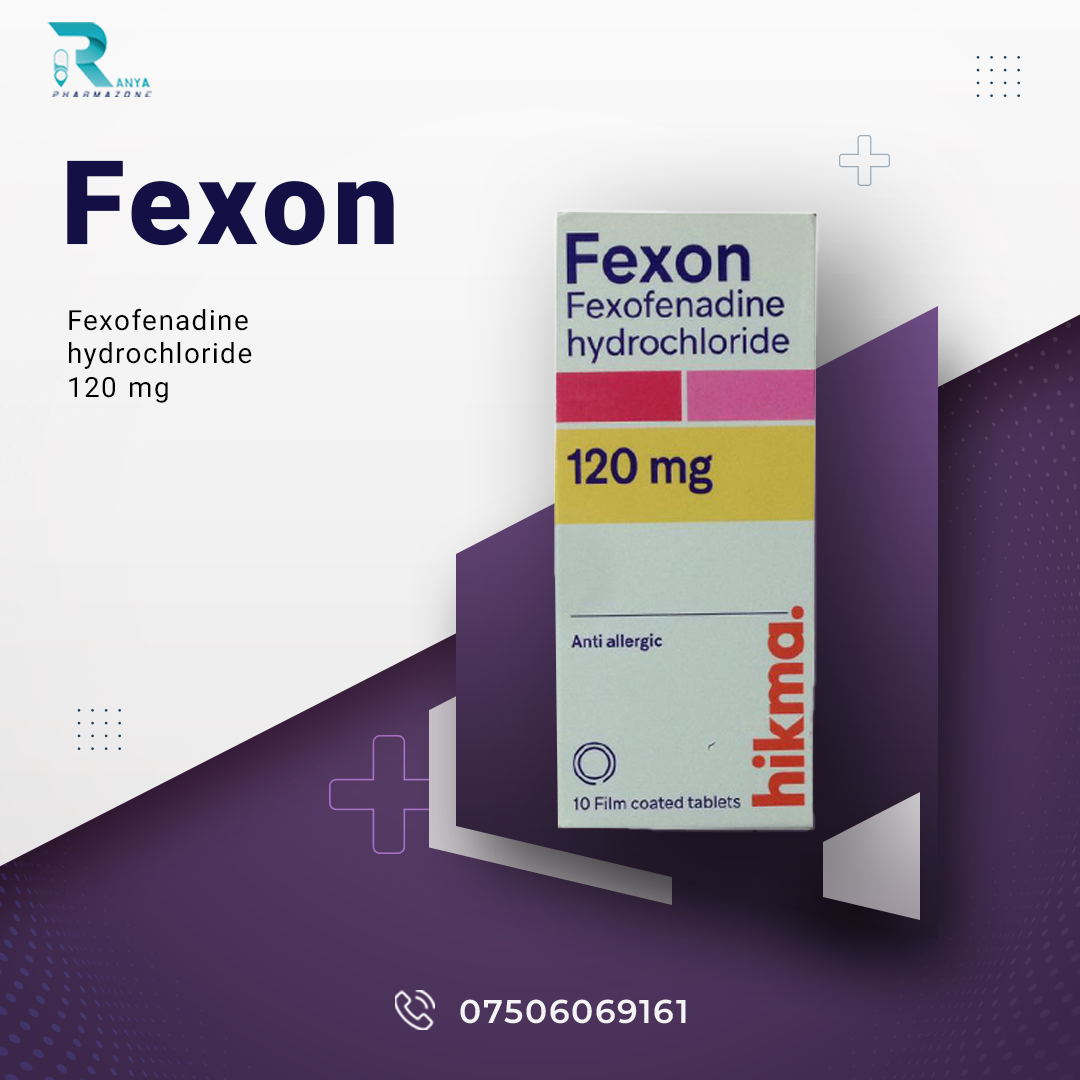 RANYA
PHARMAZONE
Fexon
Fexofenadine
hydrochloride
120 mg
Fexon
Fexofenadine
hydrochloride
120 mg
Anti allergic
hikma.
10 Film coated tablets
07506069161